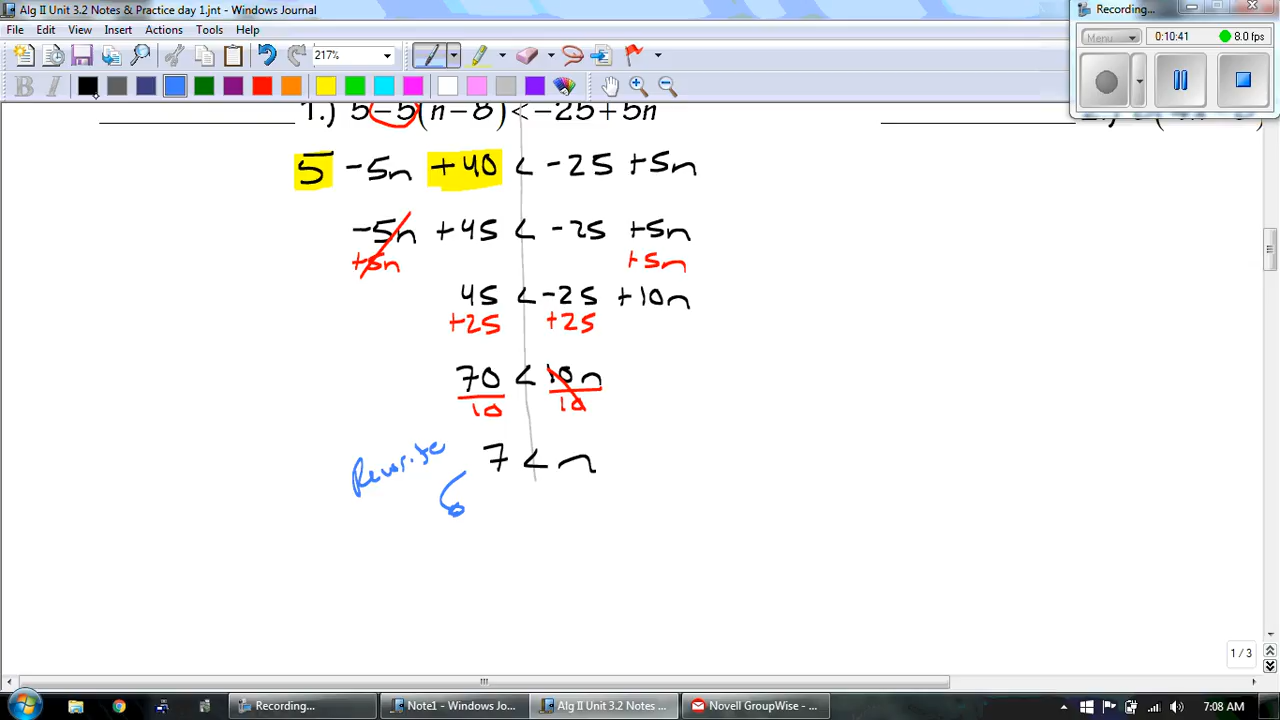 Alg II Unit 3.2 Notes & Practice day 1.jnt - Windows Journal
Recording...
File Edit View Insert Actions Tools Help
Menu
0:10:41
8.0 fps
217%
B I
1.) 5-5(n-8)<-25+5n
5 -5n +40 < -25 +5n
-5n +45 < -25 +5n
+5n +5n
45 < -25 +10n
+25 +25
70 < 10n
10 10
Rewrite
7 < n
1 / 3
Recording...
Note1 - Windows Jo...
Alg II Unit 3.2 Notes ...
Novell GroupWise - ...
7:08 AM